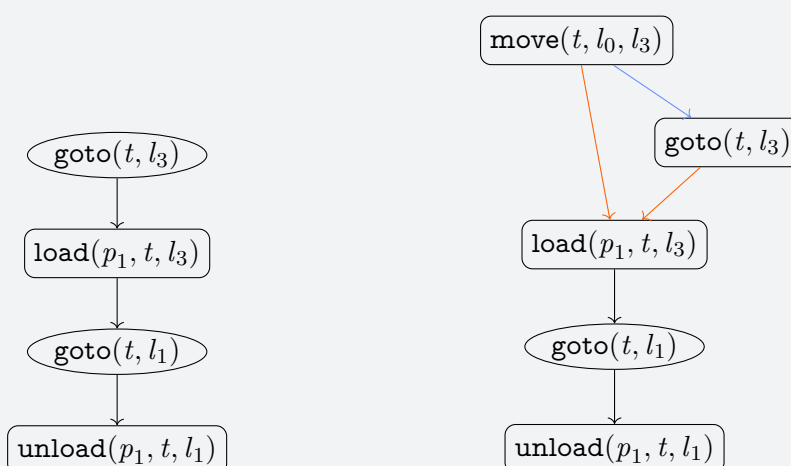 goto(t, l₃)
load(p₁, t, l₃)
goto(t, l₁)
unload(p₁, t, l₁)
move(t, l₀, l₃)
goto(t, l₃)
load(p₁, t, l₃)
goto(t, l₁)
unload(p₁, t, l₁)